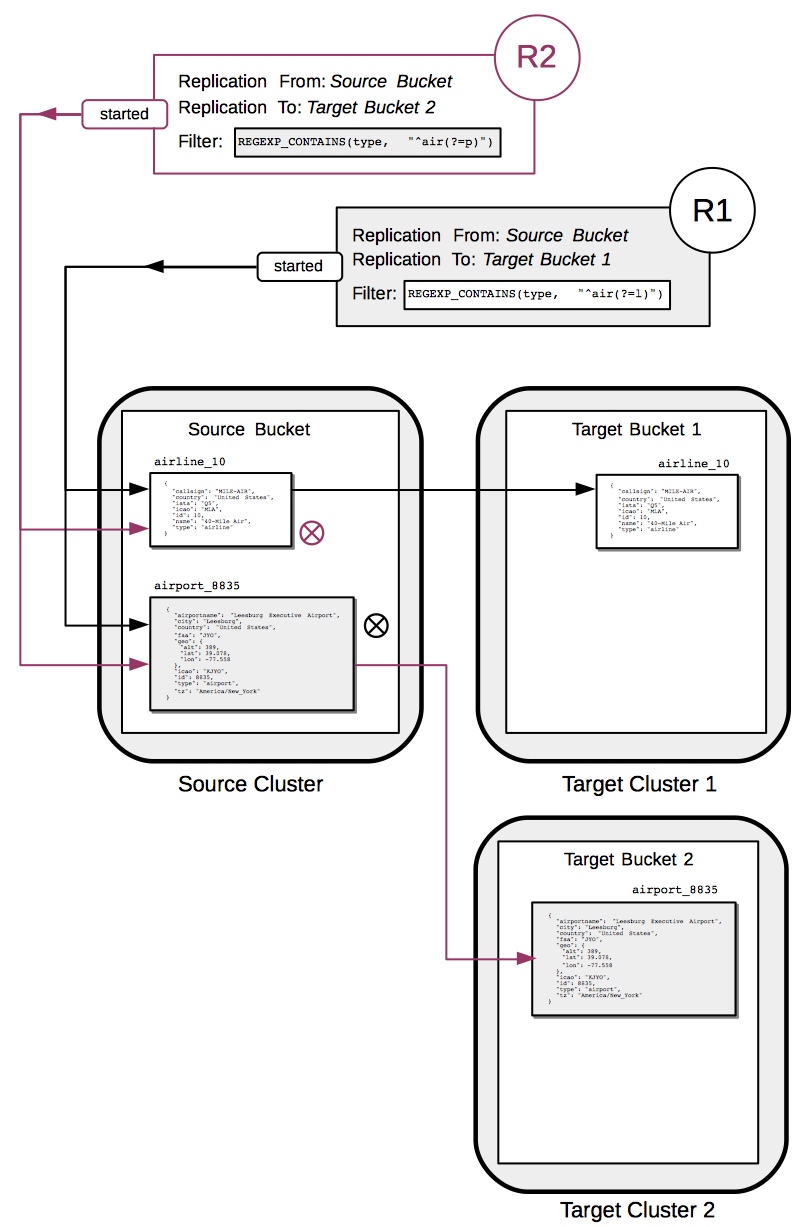 R2
Replication From: Source Bucket
Replication To: Target Bucket 2
started
Filter: REGEXP_CONTAINS(type, "^air(?=p)")
R1
Replication From: Source Bucket
Replication To: Target Bucket 1
started
Filter: REGEXP_CONTAINS(type, "^air(?=l)")
Source Bucket
airline_10
{
"callsign": "MILE-AIR",
"country": "United States",
"iata": "Q5",
"icao": "MLA",
"id": 10,
"name": "40-Mile Air",
"type": "airline"
}
airport_8835
{
"airportname": "Leesburg Executive Airport",
"city": "Leesburg",
"country": "United States",
"faa": "JYO",
"geo": {
"alt": 389,
"lat": 39.078,
"lon": -77.558
},
"icao": "KJYO",
"id": 8835,
"type": "airport",
"tz": "America/New_York"
}
Source Cluster
Target Bucket 1
airline_10
{
"callsign": "MILE-AIR",
"country": "United States",
"iata": "Q5",
"icao": "MLA",
"id": 10,
"name": "40-Mile Air",
"type": "airline"
}
Target Cluster 1
Target Bucket 2
airport_8835
{
"airportname": "Leesburg Executive Airport",
"city": "Leesburg",
"country": "United States",
"faa": "JYO",
"geo": {
"alt": 389,
"lat": 39.078,
"lon": -77.558
},
"icao": "KJYO",
"id": 8835,
"type": "airport",
"tz": "America/New_York"
}
Target Cluster 2